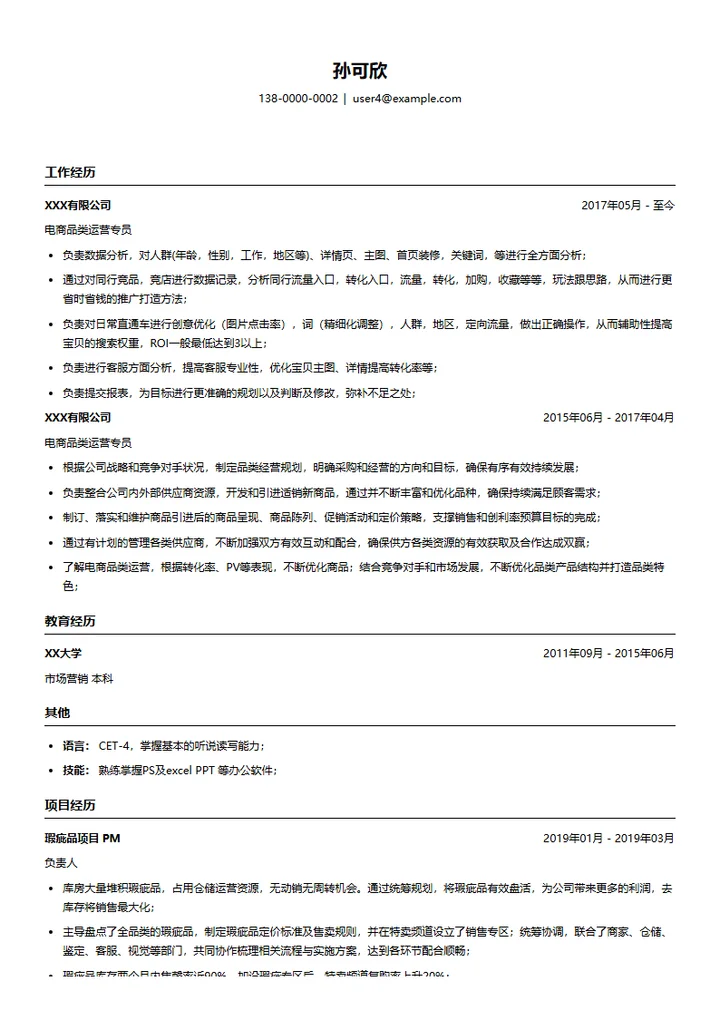 孙可欣
138-0000-0002 | user4@example.com
工作经历
XXX有限公司 2017年05月 - 至今
电商品类运营专员
• 负责数据分析，对人群(年龄，性别，工作，地区等)、详情页、主图、首页装修，关键词，等进行全方面分析；
• 通过对同行竞品，竞店进行数据记录，分析同行流量入口，转化入口，流量，转化，加购，收藏等等，玩法跟思路，从而进行更
省时省钱的推广打造方法；
• 负责对日常直通车进行创意优化（图片点击率），词（精细化调整），人群，地区，定向流量，做出正确操作，从而辅助性提高
宝贝的搜索权重，ROI一般最低达到3以上；
• 负责进行客服方面分析，提高客服专业性，优化宝贝主图、详情提高转化率等；
• 负责提交报表，为目标进行更准确的规划以及判断及修改，弥补不足之处；
XXX有限公司 2015年06月 - 2017年04月
电商品类运营专员
• 根据公司战略和竞争对手状况，制定品类经营规划，明确采购和经营的方向和目标，确保有序有效持续发展；
• 负责整合公司内外部供应商资源，开发和引进适销新商品，通过并不断丰富和优化品种，确保持续满足顾客需求；
• 制订、落实和维护商品引进后的商品呈现、商品陈列、促销活动和定价策略，支撑销售和创利率预算目标的完成；
• 通过有计划的管理各类供应商，不断加强双方有效互动和配合，确保供方各类资源的有效获取及合作达成双赢；
• 了解电商品类运营，根据转化率、PV等表现，不断优化商品；结合竞争对手和市场发展，不断优化品类产品结构并打造品类特
色；
教育经历
XX大学 2011年09月 - 2015年06月
市场营销 本科
其他
• 语言： CET-4，掌握基本的听说读写能力；
• 技能： 熟练掌握PS及excel PPT 等办公软件；
项目经历
瑕疵品项目 PM 2019年01月 - 2019年03月
负责人
• 库房大量堆积瑕疵品，占用仓储运营资源，无动销无周转机会。通过统筹规划，将瑕疵品有效盘活，为公司带来更多的利润，去
库存将销售最大化；
• 主导盘点了全品类的瑕疵品，制定瑕疵品定价标准及售卖规则，并在特卖频道设立了销售专区；统筹协调，联合了商家、仓储、
鉴定、客服、视觉等部门，共同协作梳理相关流程与实施方案，达到各环节配合顺畅；
• 瑕疵品库存两个月内售罄率近90%，加设瑕疵专区后，特卖频道复购率上升20%；